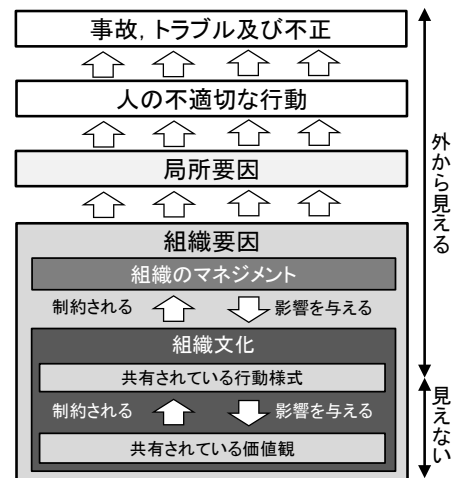 事故，トラブル及び不正
人の不適切な行動
局所要因
組織要因
組織のマネジメント
制約される
影響を与える
組織文化
共有されている行動様式
制約される
影響を与える
共有されている価値観
外から見える
見えない